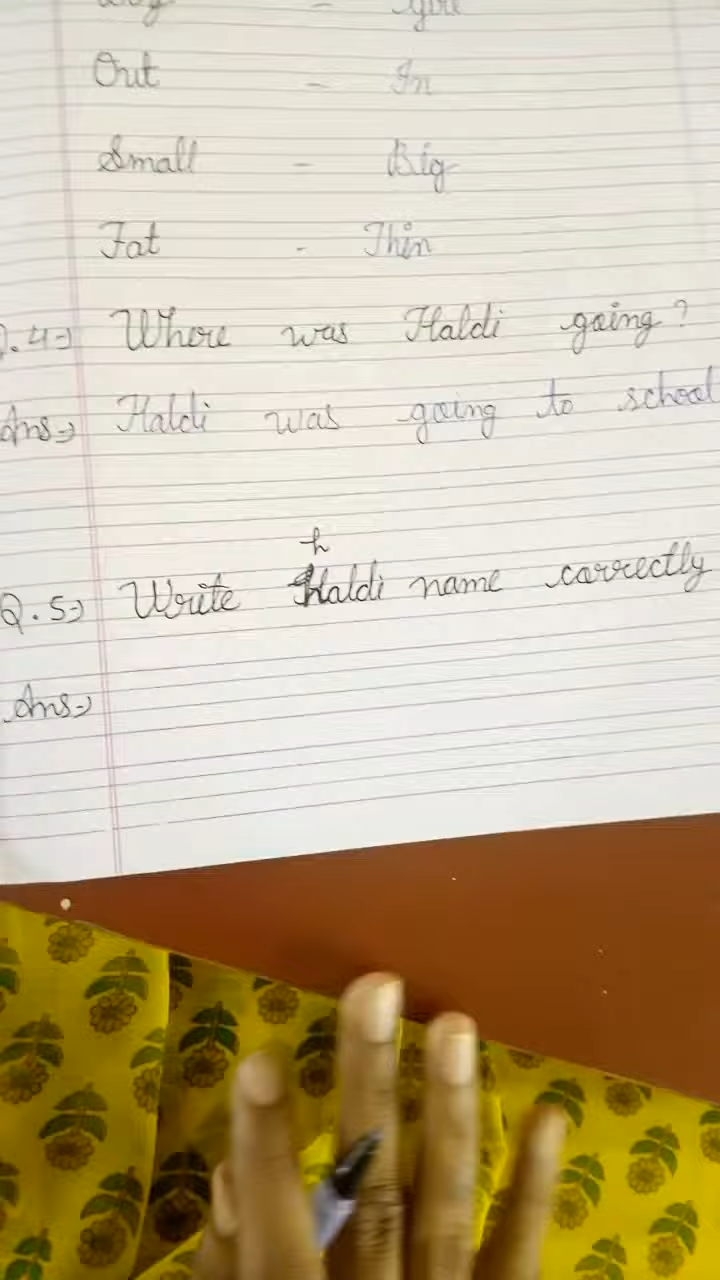 Out - In
Small - Big
Fat - Thin
Q.4=> Where was Haldi going?
Ans=> Haldi was going to school
h
Q.5=> Write Haldi name correctly
Ans=>